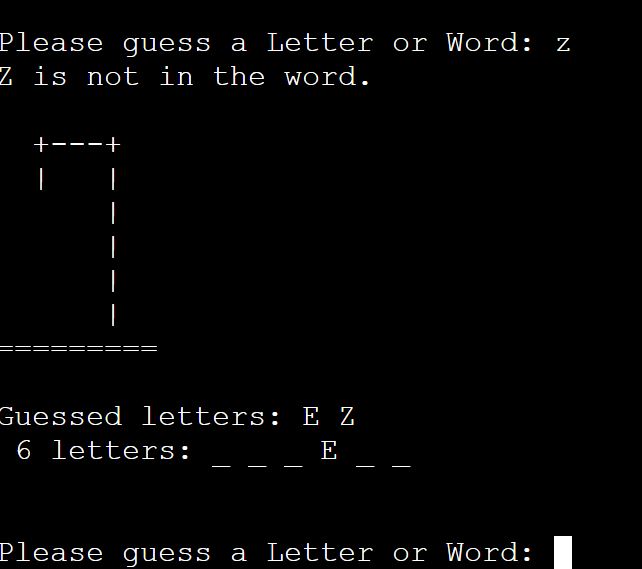 Please guess a Letter or Word: z
Z is not in the word.
+---+
|   |
|
|
|
|
=========
Guessed letters: E Z
6 letters: _ _ _ E _ _
Please guess a Letter or Word: